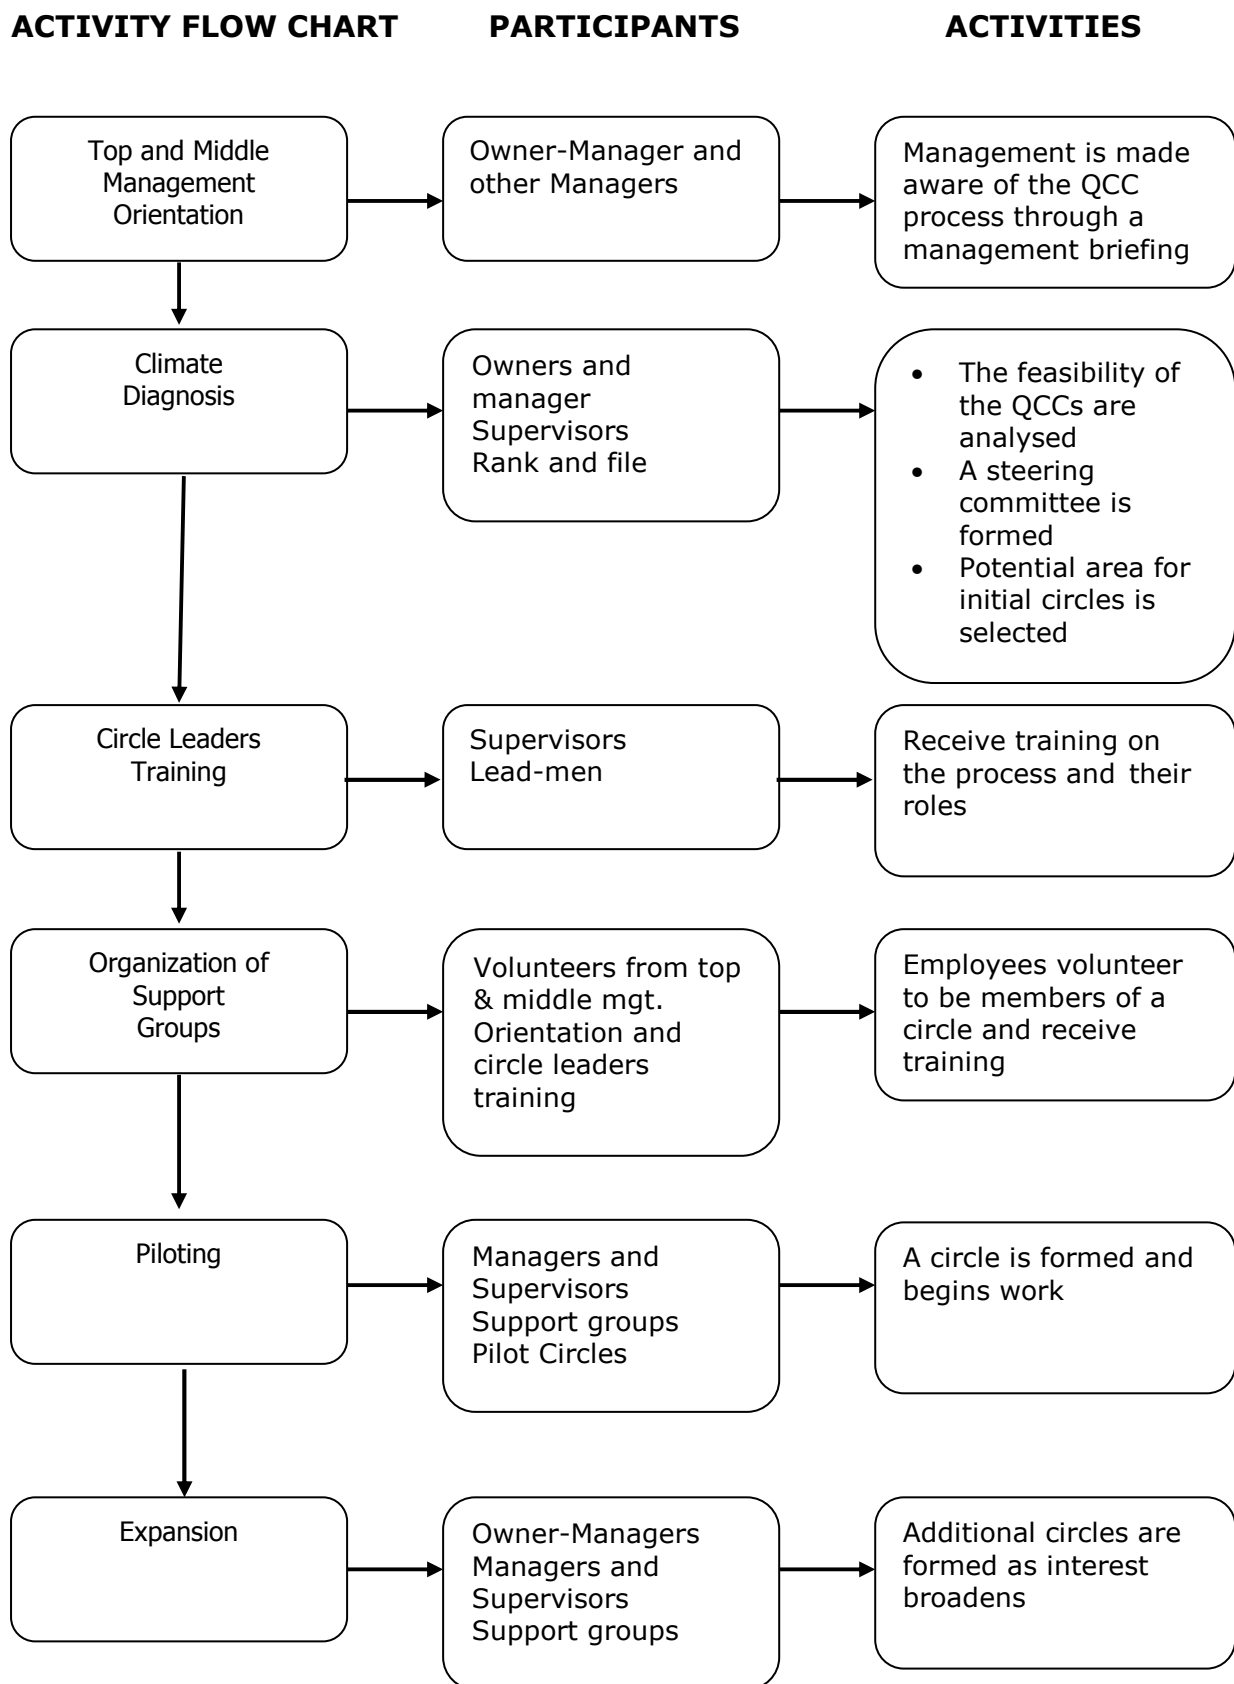 ACTIVITY FLOW CHART PARTICIPANTS ACTIVITIES
Top and Middle
Management
Orientation
Owner-Manager and
other Managers
Management is made
aware of the QCC
process through a
management briefing
Climate
Diagnosis
Owners and
manager
Supervisors
Rank and file
• The feasibility of
the QCCs are
analysed
• A steering
committee is
formed
• Potential area for
initial circles is
selected
Circle Leaders
Training
Supervisors
Lead-men
Receive training on
the process and their
roles
Organization of
Support
Groups
Volunteers from top
& middle mgt.
Orientation and
circle leaders
training
Employees volunteer
to be members of a
circle and receive
training
Piloting
Managers and
Supervisors
Support groups
Pilot Circles
A circle is formed and
begins work
Expansion
Owner-Managers
Managers and
Supervisors
Support groups
Additional circles are
formed as interest
broadens